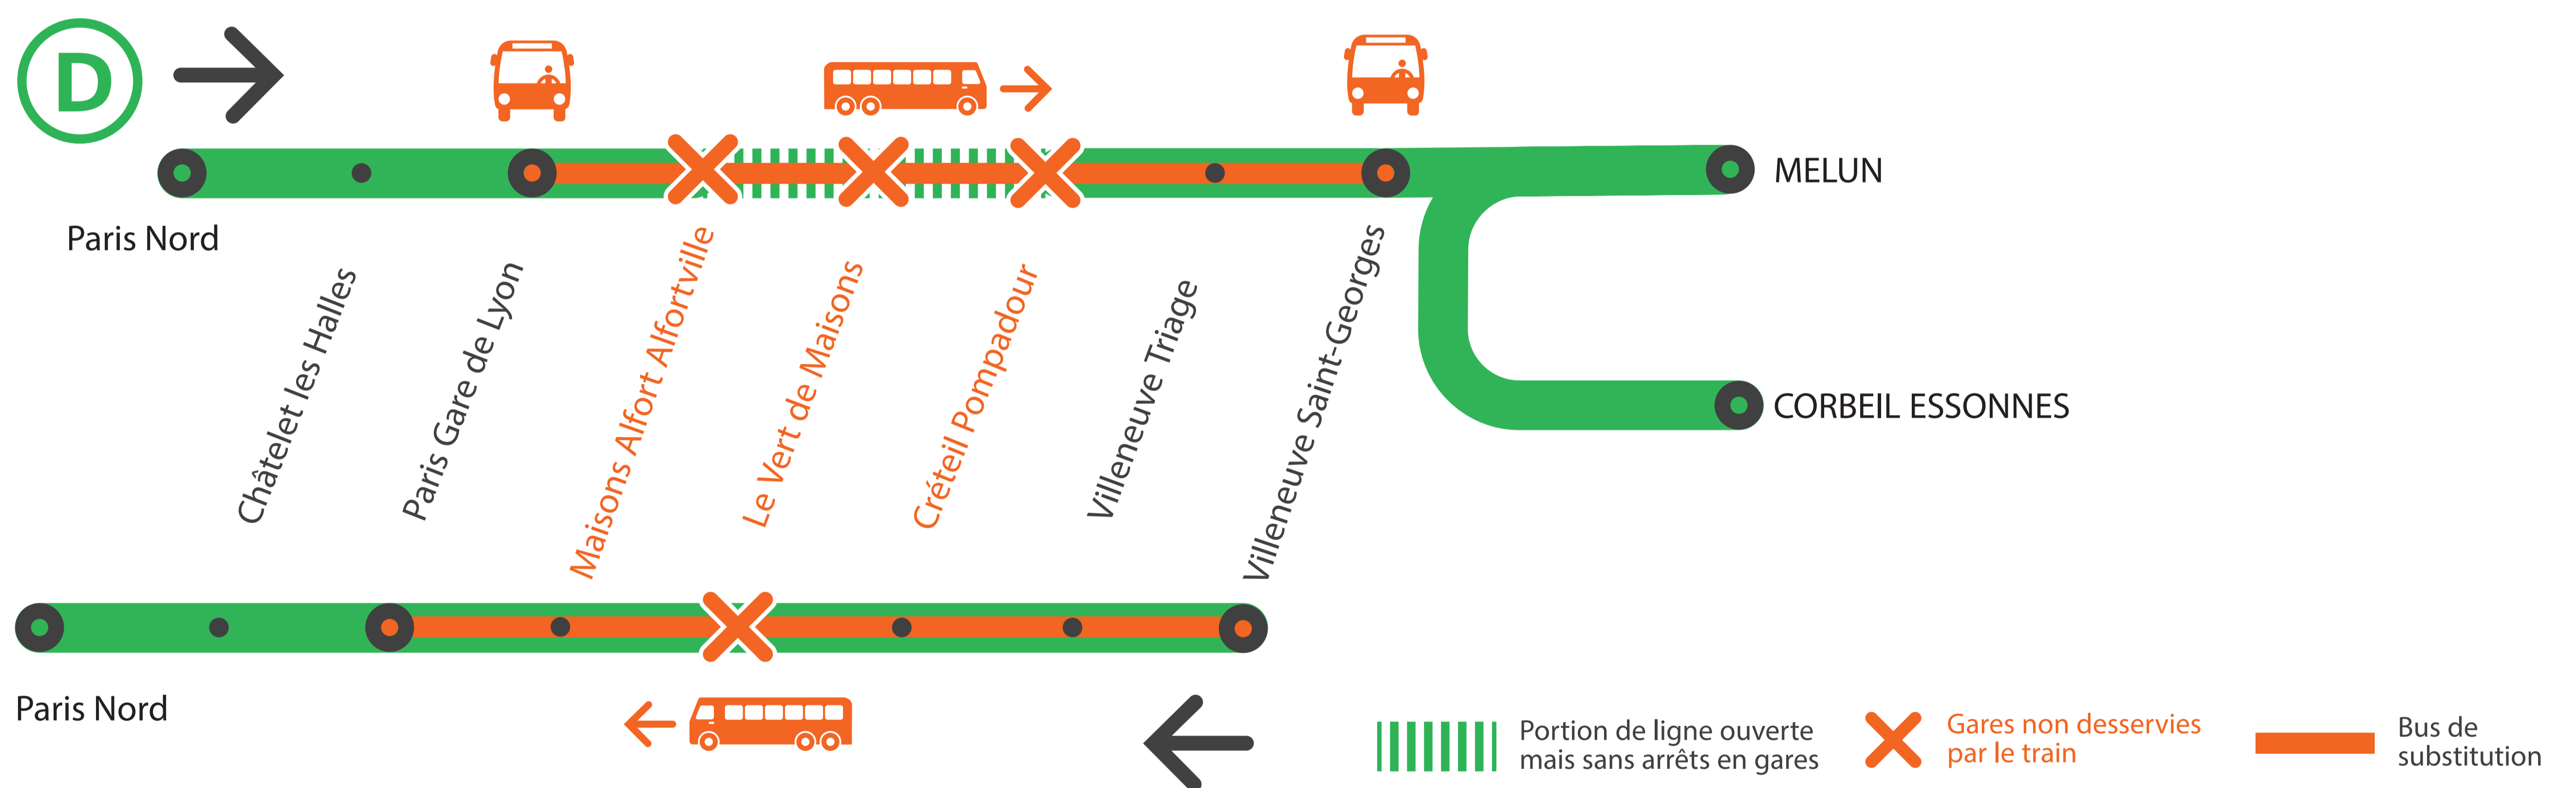 D
MELUN
Paris Nord
Châtelet les Halles
Paris Gare de Lyon
Maisons Alfort Alfortville
Le Vert de Maisons
Créteil Pompadour
Villeneuve Triage
Villeneuve Saint-Georges
CORBEIL ESSONNES
Paris Nord
Portion de ligne ouverte
mais sans arrêts en gares
Gares non desservies
par le train
Bus de
substitution